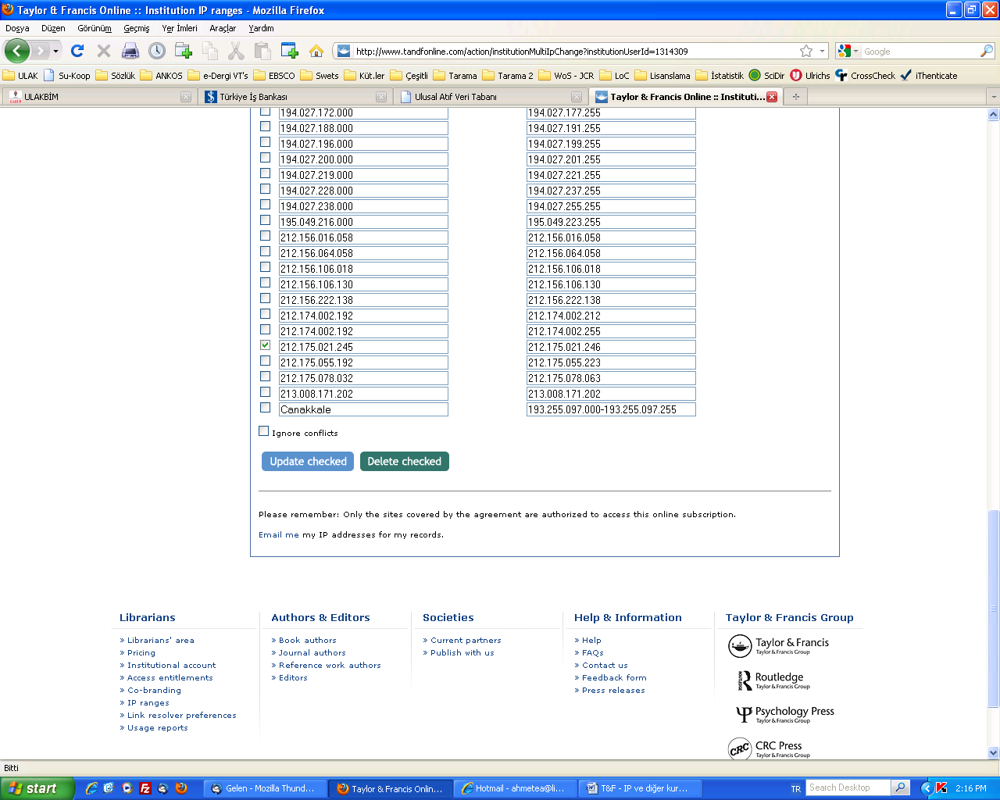 Taylor & Francis Online :: Institution IP ranges - Mozilla Firefox
Dosya Düzen Görünüm Geçmiş Yer İmleri Araçlar Yardım
http://www.tandfonline.com/action/institutionMultiIpChange?institutionUserId=1314309
Google
ULAK Su-Koop Sözlük ANKOS e-Dergi VT's EBSCO Swets Küt.ler Çeşitli Tarama Tarama 2 WoS - JCR LoC Lisanslama İstatistik SciDir Ulrichs CrossCheck iThenticate
ULAKBİM Türkiye İş Bankası Ulusal Atıf Veri Tabanı Taylor & Francis Online :: Instituti...
194.027.172.000 194.027.177.255
194.027.188.000 194.027.191.255
194.027.196.000 194.027.199.255
194.027.200.000 194.027.201.255
194.027.219.000 194.027.221.255
194.027.228.000 194.027.237.255
194.027.238.000 194.027.255.255
195.049.216.000 195.049.223.255
212.156.016.058 212.156.016.058
212.156.064.058 212.156.064.058
212.156.106.018 212.156.106.018
212.156.106.130 212.156.106.130
212.156.222.138 212.156.222.138
212.174.002.192 212.174.002.212
212.174.002.192 212.174.002.255
212.175.021.245 212.175.021.246
212.175.055.192 212.175.055.223
212.175.078.032 212.175.078.063
213.008.171.202 213.008.171.202
Canakkale 193.255.097.000-193.255.097.255
Ignore conflicts
Update checked Delete checked
Please remember: Only the sites covered by the agreement are authorized to access this online subscription.
Email me my IP addresses for my records.
Librarians
» Librarians' area
» Pricing
» Institutional account
» Access entitlements
» Co-branding
» IP ranges
» Link resolver preferences
» Usage reports
Authors & Editors
» Book authors
» Journal authors
» Reference work authors
» Editors
Societies
» Current partners
» Publish with us
Help & Information
» Help
» FAQs
» Contact us
» Feedback form
» Press releases
Taylor & Francis Group
Taylor & Francis
Taylor & Francis Group
ROUTLEDGE
Routledge
Taylor & Francis Group
Psychology Press
Taylor & Francis Group
CRC
CRC Press
Taylor & Francis Group
Bitti
start Gelen - Mozilla Thund... Taylor & Francis Onlin... Hotmail - ahmetea@li... T&F - IP ve diğer kur... TR Search Desktop 2:16 PM